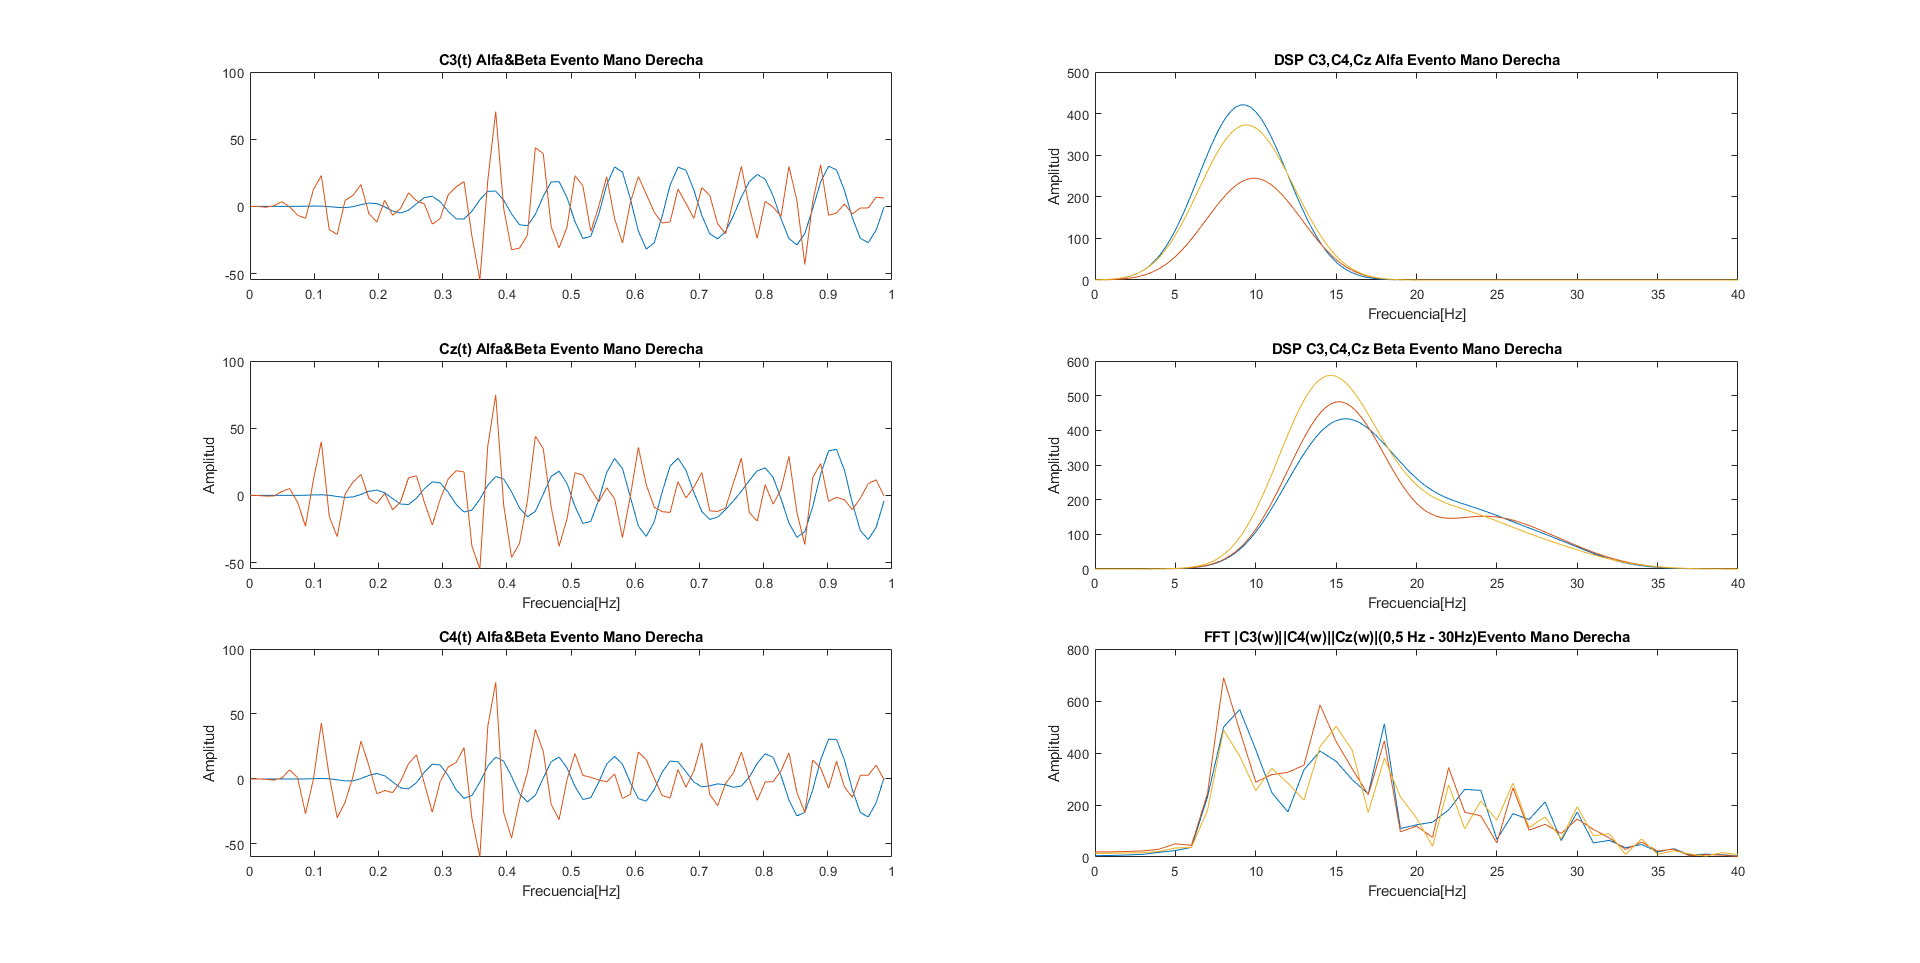 C3(t) Alfa&Beta Evento Mano Derecha
100
50
0
-50
0 0.1 0.2 0.3 0.4 0.5 0.6 0.7 0.8 0.9 1
Cz(t) Alfa&Beta Evento Mano Derecha
Amplitud
100
50
0
-50
0 0.1 0.2 0.3 0.4 0.5 0.6 0.7 0.8 0.9 1
Frecuencia[Hz]
C4(t) Alfa&Beta Evento Mano Derecha
Amplitud
100
50
0
-50
0 0.1 0.2 0.3 0.4 0.5 0.6 0.7 0.8 0.9 1
Frecuencia[Hz]
DSP C3,C4,Cz Alfa Evento Mano Derecha
Amplitud
500
400
300
200
100
0
0 5 10 15 20 25 30 35 40
Frecuencia[Hz]
DSP C3,C4,Cz Beta Evento Mano Derecha
Amplitud
600
500
400
300
200
100
0
0 5 10 15 20 25 30 35 40
Frecuencia[Hz]
FFT |C3(w)||C4(w)||Cz(w)|(0,5 Hz - 30Hz)Evento Mano Derecha
Amplitud
800
600
400
200
0
0 5 10 15 20 25 30 35 40
Frecuencia[Hz]